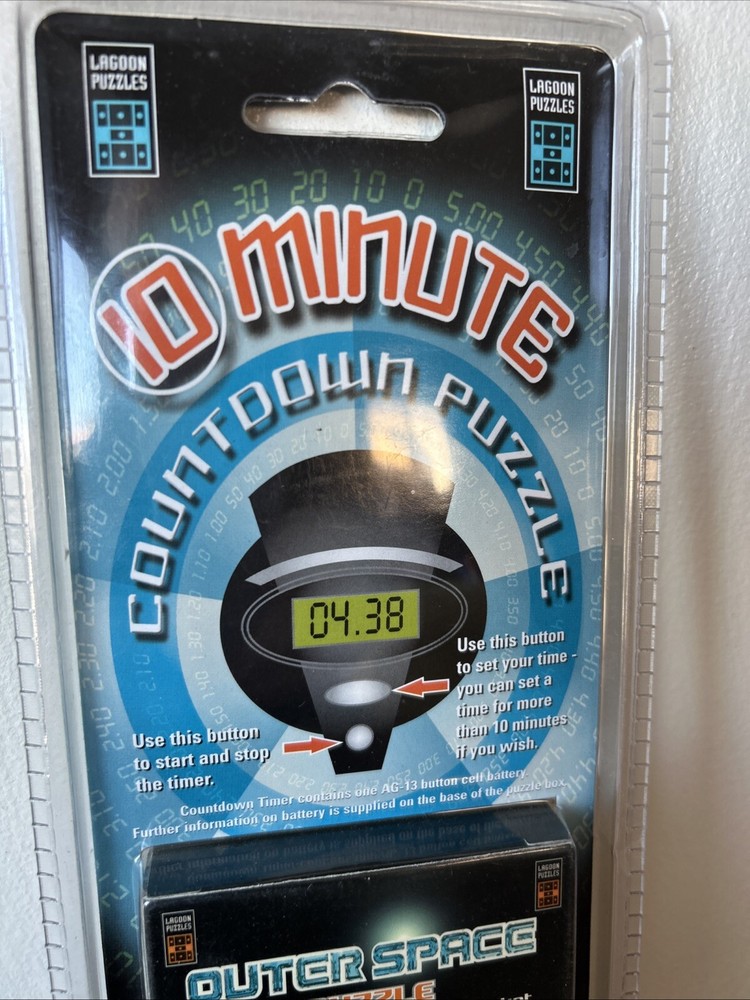 LAGOON
PUZZLES
LAGOON
PUZZLES
40 30 20 10 0 5.00 4.50 4.40
10 MINUTE
COUNTDOWN PUZZLE
04.38
Use this button
to set your time -
you can set a
time for more
than 10 minutes
if you wish.
Use this button
to start and stop
the timer.
Countdown Timer contains one AG-13 button cell battery.
Further information on battery is supplied on the base of the puzzle box.
LAGOON
PUZZLES
LAGOON
PUZZLES
OUTER SPACE
PUZZLE